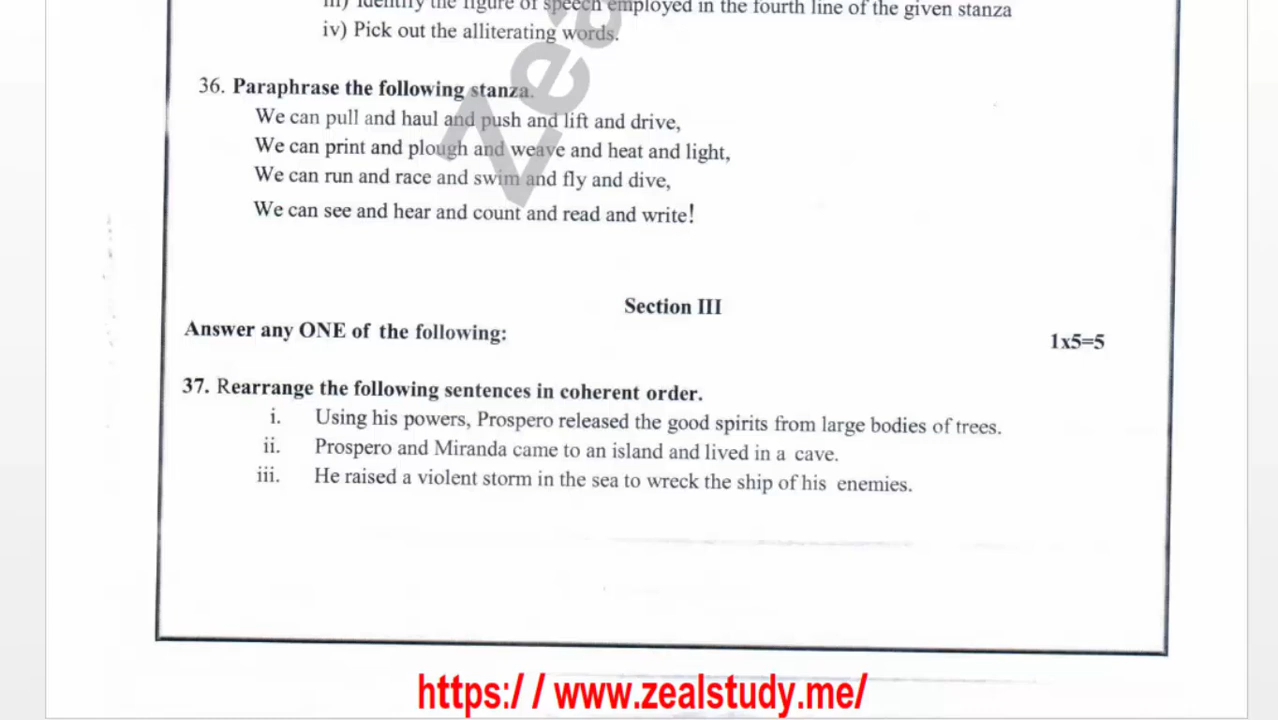 iii) Identify the figure of speech employed in the fourth line of the given stanza
iv) Pick out the alliterating words.
36. Paraphrase the following stanza.
We can pull and haul and push and lift and drive,
We can print and plough and weave and heat and light,
We can run and race and swim and fly and dive,
We can see and hear and count and read and write!
Section III
Answer any ONE of the following:
1x5=5
37. Rearrange the following sentences in coherent order.
i. Using his powers, Prospero released the good spirits from large bodies of trees.
ii. Prospero and Miranda came to an island and lived in a cave.
iii. He raised a violent storm in the sea to wreck the ship of his enemies.
Zea
https:/ / www.zealstudy.me/